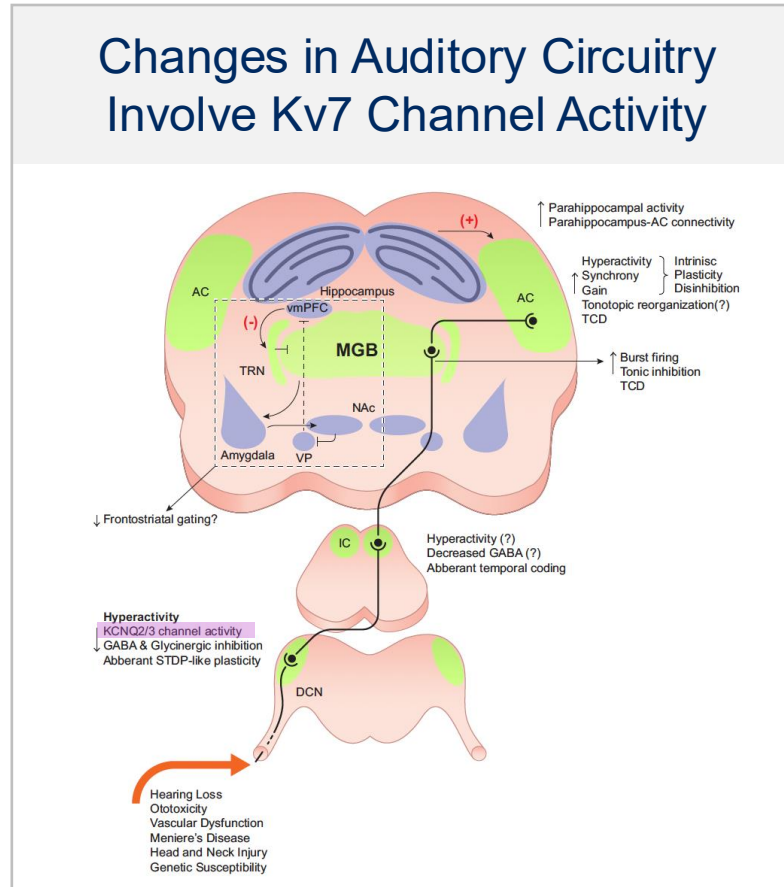 Changes in Auditory Circuitry
Involve Kv7 Channel Activity
(+)
↑ Parahippocampal activity
Parahippocampus-AC connectivity
AC
Hippocampus
AC
↑ Hyperactivity
Synchrony
Gain
Intrinisc
Plasticity
Disinhibition
Tonotopic reorganization(?)
TCD
vmPFC
(-)
MGB
TRN
↑ Burst firing
Tonic inhibition
TCD
NAc
Amygdala
VP
↓ Frontostriatal gating?
IC
Hyperactivity (?)
Decreased GABA (?)
Abberant temporal coding
Hyperactivity
↓ KCNQ2/3 channel activity
GABA & Glycinergic inhibition
Abberant STDP-like plasticity
DCN
Hearing Loss
Ototoxicity
Vascular Dysfunction
Meniere's Disease
Head and Neck Injury
Genetic Susceptibility